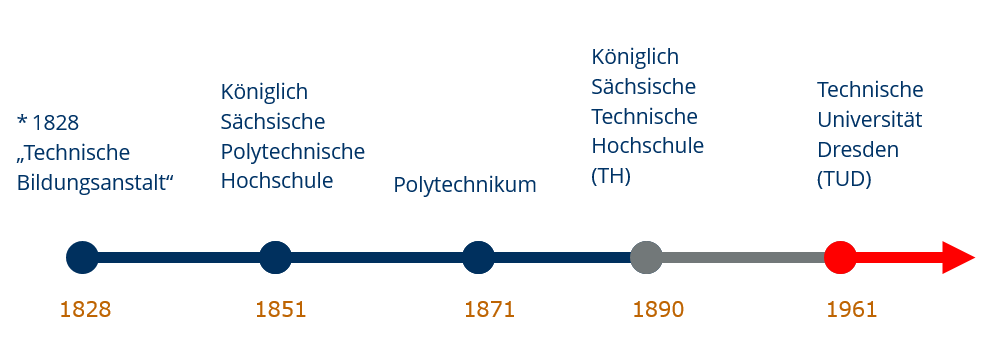 * 1828
„Technische
Bildungsanstalt“
Königlich
Sächsische
Polytechnische
Hochschule
Polytechnikum
Königlich
Sächsische
Technische
Hochschule
(TH)
Technische
Universität
Dresden
(TUD)
1828
1851
1871
1890
1961